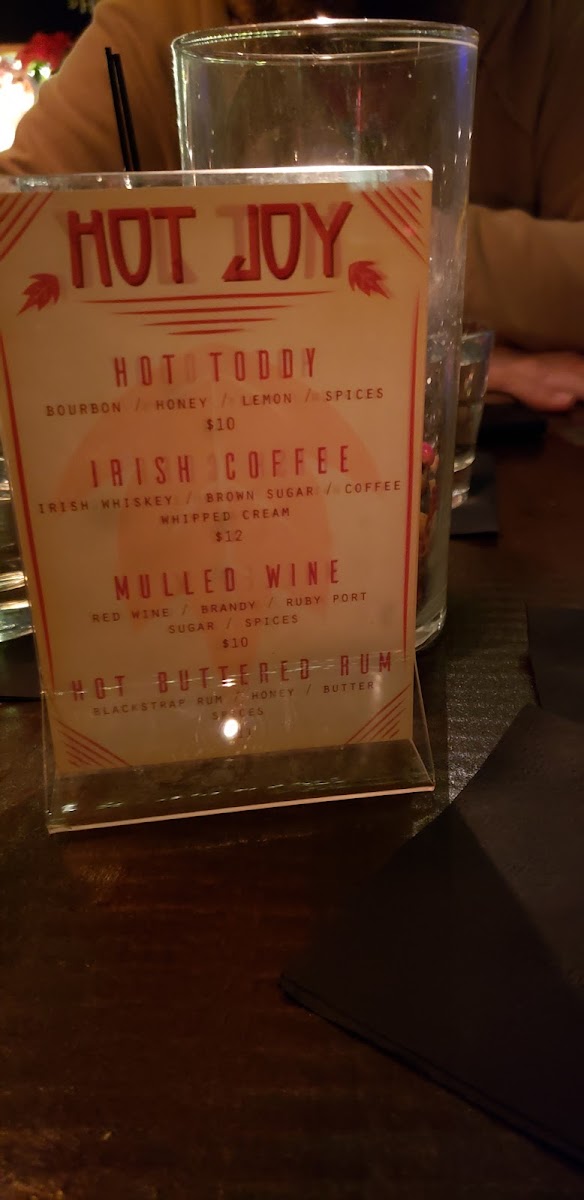 HOT JOY
HOT TODDY
BOURBON / HONEY / LEMON / SPICES
$10
IRISH COFFEE
IRISH WHISKEY / BROWN SUGAR / COFFEE
WHIPPED CREAM
$12
MULLED WINE
RED WINE / BRANDY / RUBY PORT
SUGAR / SPICES
$10
HOT BUTTERED RUM
BLACKSTRAP RUM / HONEY / BUTTER
SPICES